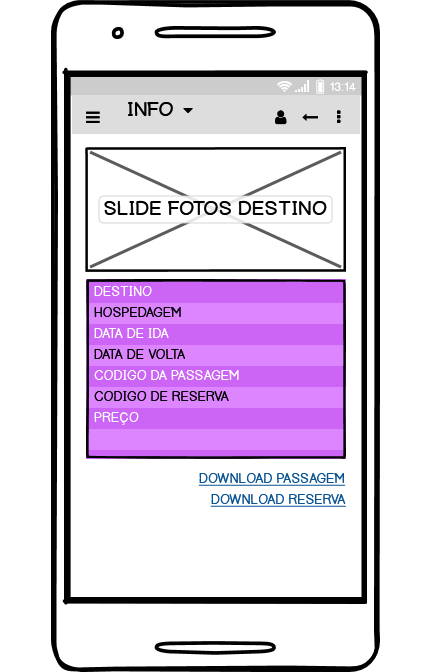 13:14
INFO
SLIDE FOTOS DESTINO
DESTINO
HOSPEDAGEM
DATA DE IDA
DATA DE VOLTA
CODIGO DA PASSAGEM
CODIGO DE RESERVA
PREÇO
DOWNLOAD PASSAGEM
DOWNLOAD RESERVA